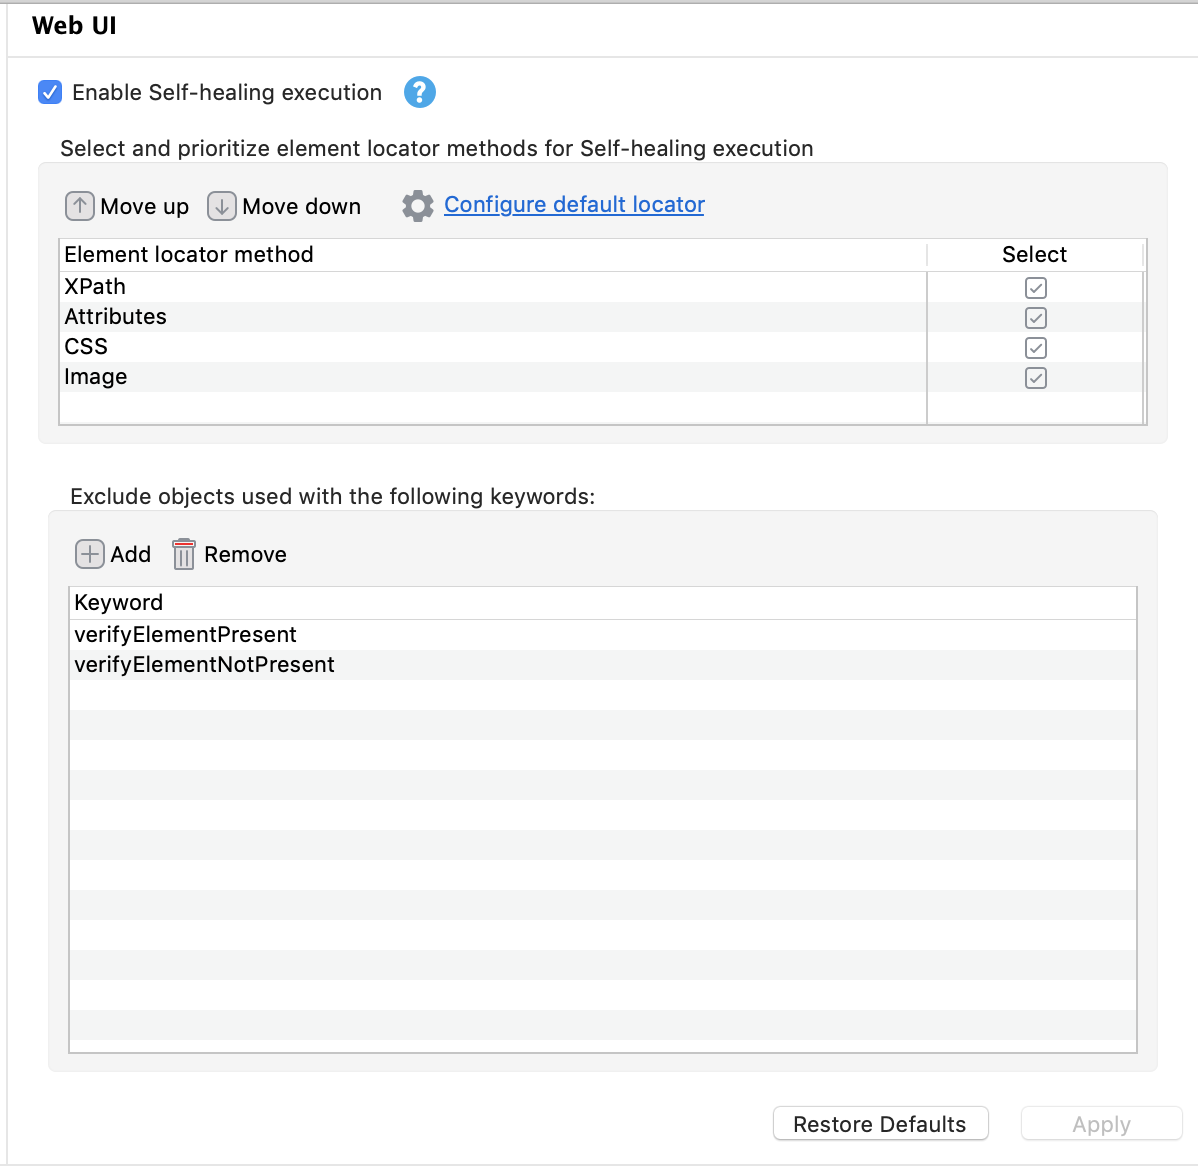 Web UI
Enable Self-healing execution ?
Select and prioritize element locator methods for Self-healing execution
Move up Move down Configure default locator
Element locator method Select
XPath
Attributes
CSS
Image
Exclude objects used with the following keywords:
Add Remove
Keyword
verifyElementPresent
verifyElementNotPresent
Restore Defaults Apply